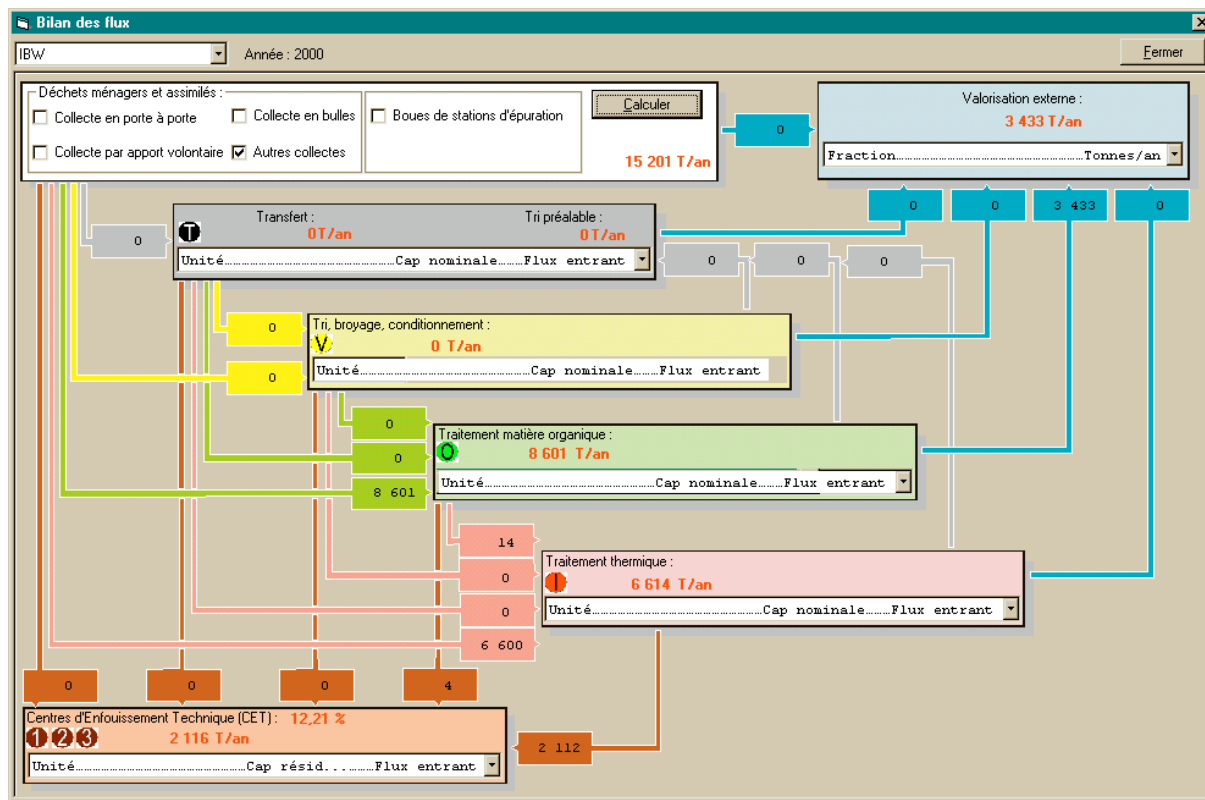 Bilan des flux
IBW
Année : 2000
Fermer
Déchets ménagers et assimilés :
Collecte en porte à porte
Collecte en bulles
Boues de stations d'épuration
Calculer
Collecte par apport volontaire
Autres collectes
15 201 T/an
0
Valorisation externe :
3 433 T/an
Fraction.......................................................Tonnes/an
0
0
3 433
0
0
T
Transfert :
0T/an
Tri préalable :
0T/an
Unité..................................................Cap nominale........Flux entrant
0
0
0
0
0
Tri, broyage, conditionnement :
V
0 T/an
Unité..................................................Cap nominale........Flux entrant
0
0
8 601
Traitement matière organique :
O
8 601 T/an
Unité..................................................Cap nominale........Flux entrant
14
0
0
6 600
Traitement thermique :
I
6 614 T/an
Unité..................................................Cap nominale........Flux entrant
0
0
0
4
Centres d'Enfouissement Technique (CET) : 12,21 %
1 2 3
2 116 T/an
Unité..................................................Cap résid..........Flux entrant
2 112